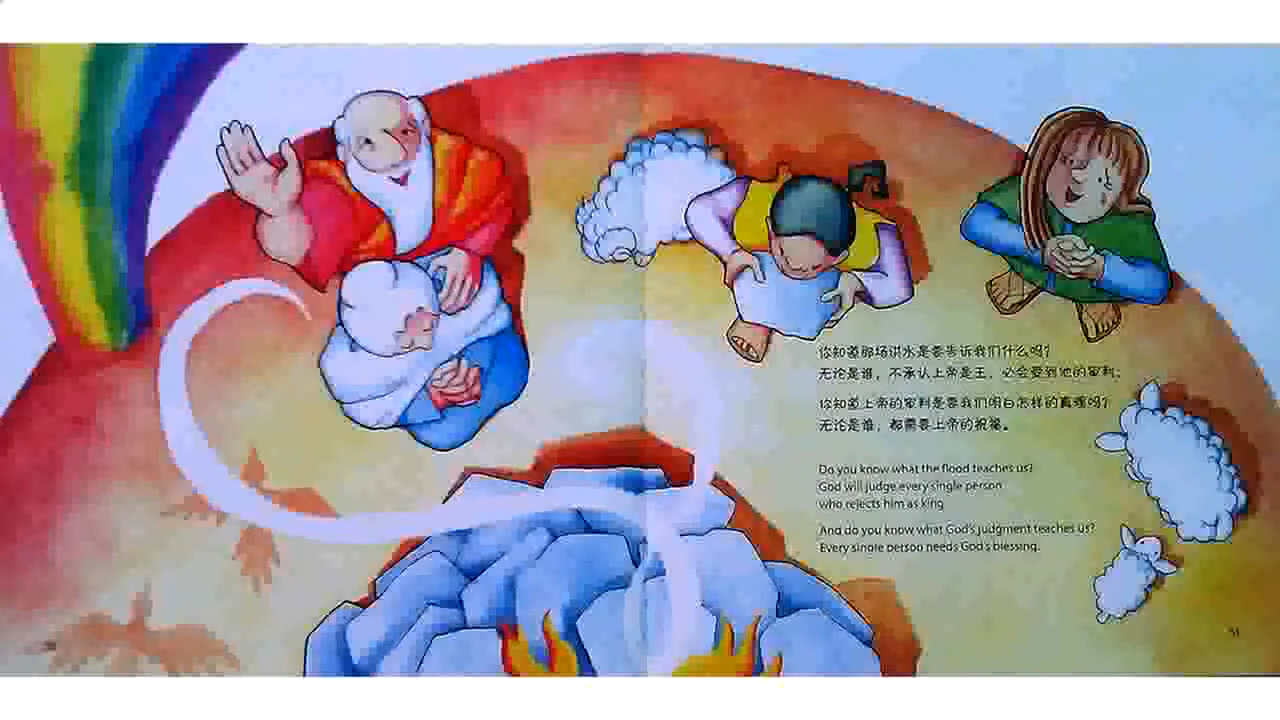 你知道那场洪水是要告诉我们什么吗?
无论是谁，不承认上帝是王，必会受到他的审判;
你知道上帝的审判是要我们明白怎样的真理吗?
无论是谁，都需要上帝的祝福。
Do you know what the flood teaches us?
God will judge every single person
who rejects him as king
And do you know what God's judgment teaches us?
Every single person needs God's blessing.